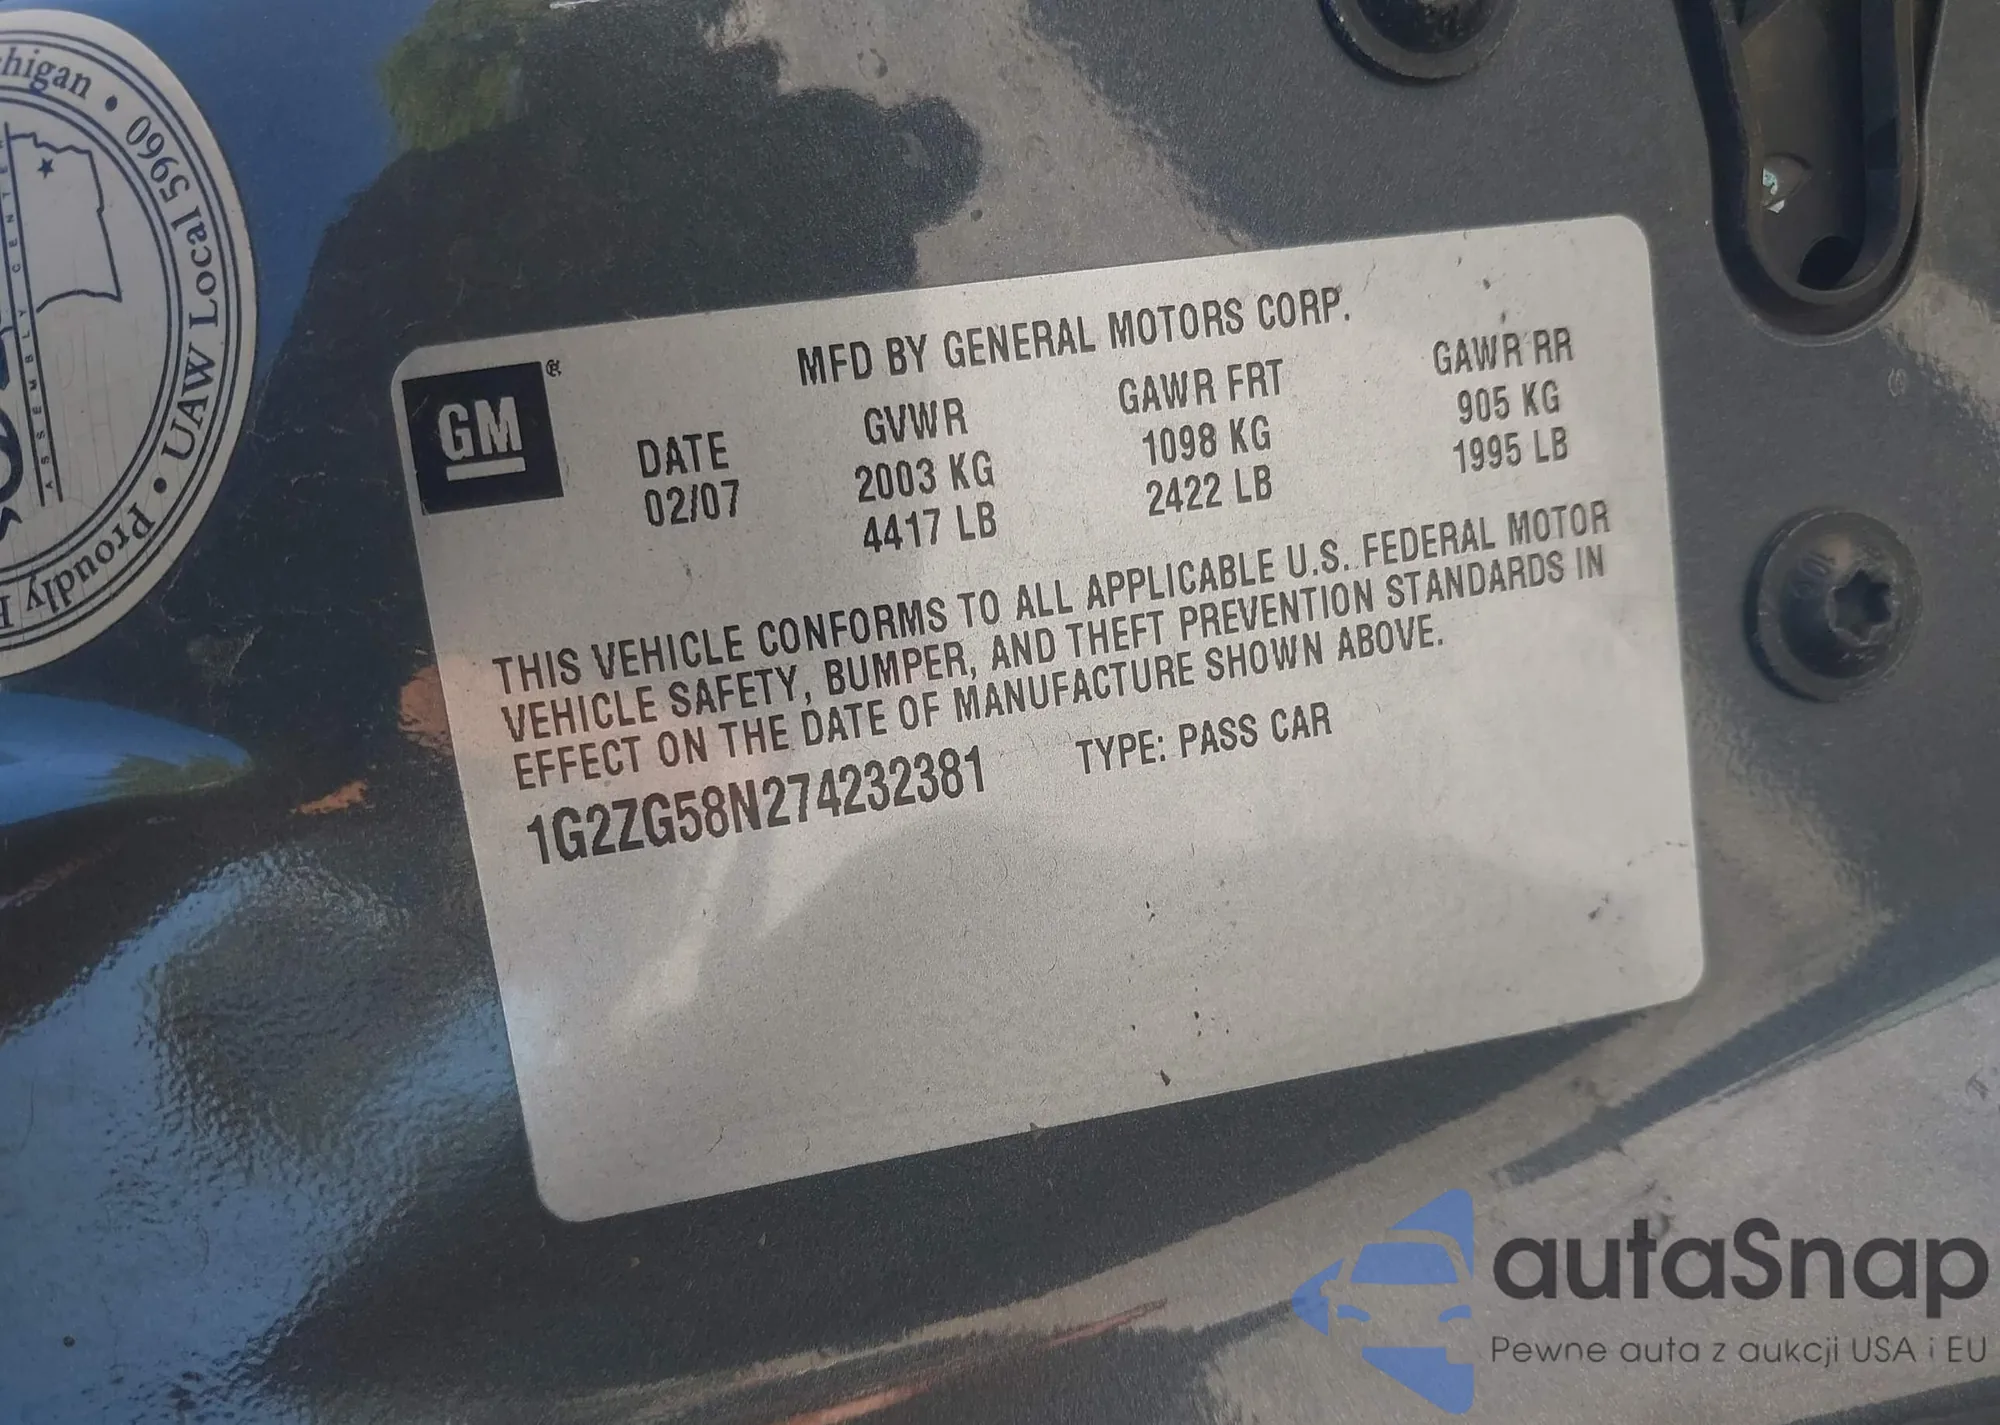 higan • UAW Local 5960 • Proudly
ASSEMBLY CENTER
GM®
MFD BY GENERAL MOTORS CORP.
DATE GVWR GAWR FRT GAWR RR
02/07 2003 KG 1098 KG 905 KG
4417 LB 2422 LB 1995 LB
THIS VEHICLE CONFORMS TO ALL APPLICABLE U.S. FEDERAL MOTOR
VEHICLE SAFETY, BUMPER, AND THEFT PREVENTION STANDARDS IN
EFFECT ON THE DATE OF MANUFACTURE SHOWN ABOVE.
1G2ZG58N274232381 TYPE: PASS CAR
autaSnap
Pewne auta z aukcji USA i EU